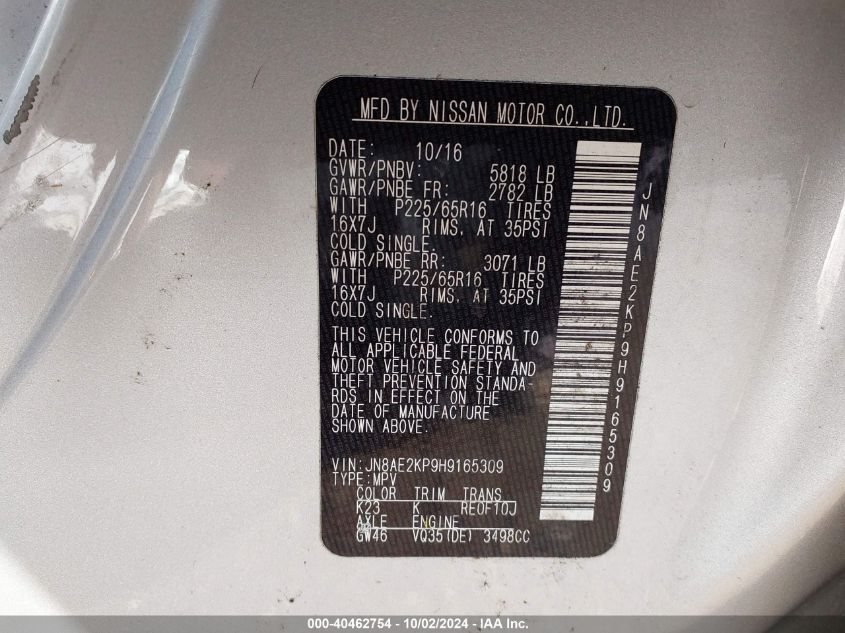 MFD BY NISSAN MOTOR CO.,LTD.
DATE: 10/16
GVWR/PNBV: 5818 LB
GAWR/PNBE FR: 2782 LB
WITH P225/65R16 TIRES
16X7J RIMS. AT 35PSI
COLD SINGLE.
GAWR/PNBE RR: 3071 LB
WITH P225/65R16 TIRES
16X7J RIMS. AT 35PSI
COLD SINGLE.
THIS VEHICLE CONFORMS TO
ALL APPLICABLE FEDERAL
MOTOR VEHICLE SAFETY AND
THEFT PREVENTION STANDA-
RDS IN EFFECT ON THE
DATE OF MANUFACTURE
SHOWN ABOVE.
VIN:JN8AE2KP9H9165309
TYPE:MPV
COLOR TRIM TRANS
K23 K RE0F10J
AXLE ENGINE
GW46 VQ35(DE) 3498CC
JN8AE2KP9H9165309
000-40462754 - 10/02/2024 - IAA Inc.